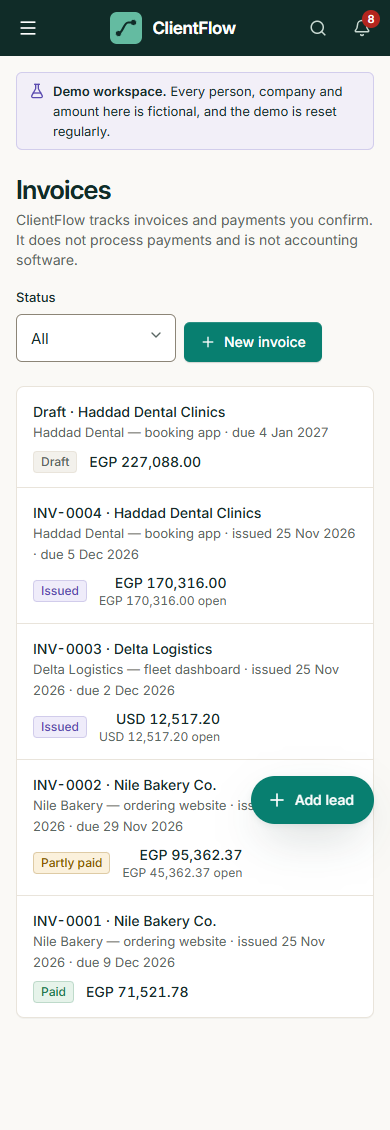 ClientFlow
8
Demo workspace. Every person, company and
amount here is fictional, and the demo is reset
regularly.
Invoices
ClientFlow tracks invoices and payments you confirm.
It does not process payments and is not accounting
software.
Status
All
New invoice
Draft · Haddad Dental Clinics
Haddad Dental — booking app · due 4 Jan 2027
Draft
EGP 227,088.00
INV-0004 · Haddad Dental Clinics
Haddad Dental — booking app · issued 25 Nov 2026
· due 5 Dec 2026
Issued
EGP 170,316.00
EGP 170,316.00 open
INV-0003 · Delta Logistics
Delta Logistics — fleet dashboard · issued 25 Nov
2026 · due 2 Dec 2026
Issued
USD 12,517.20
USD 12,517.20 open
INV-0002 · Nile Bakery Co.
Nile Bakery — ordering website ·
2026 · due 29 Nov 2026
Add lead
Partly paid
EGP 95,362.37
EGP 45,362.37 open
INV-0001 · Nile Bakery Co.
Nile Bakery — ordering website · issued 25 Nov
2026 · due 9 Dec 2026
Paid
EGP 71,521.78